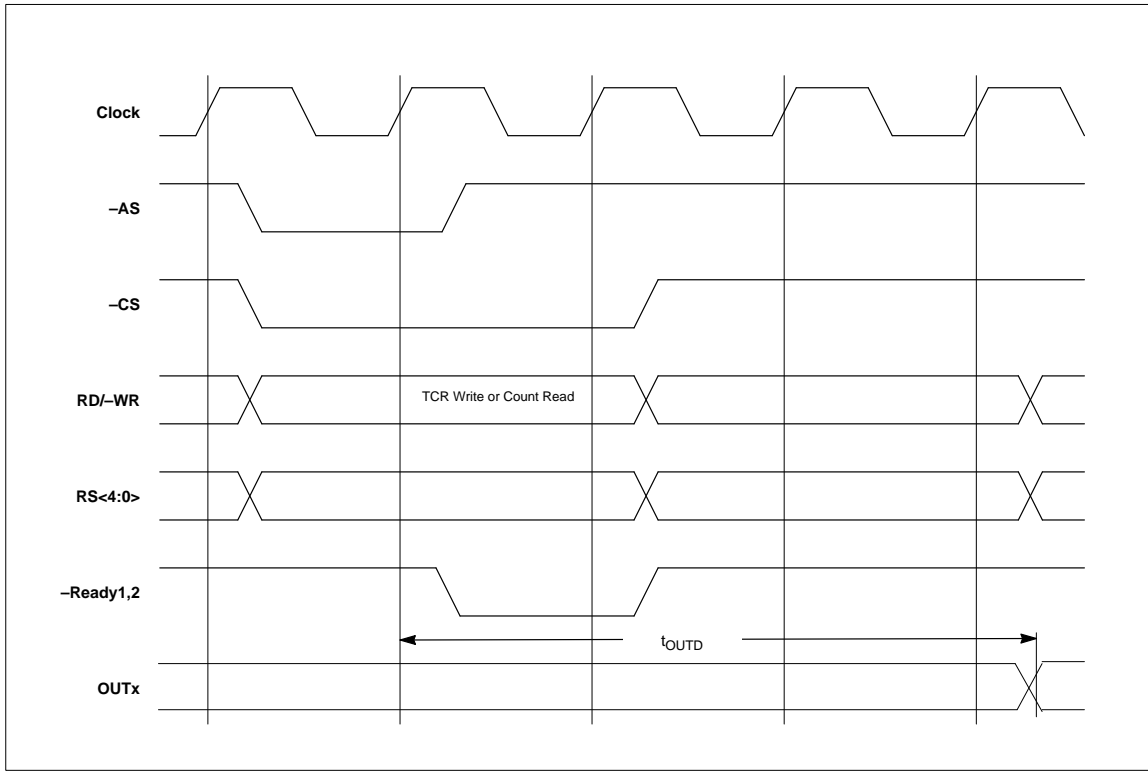 Clock
–AS
–CS
RD/–WR
TCR Write or Count Read
RS<4:0>
–Ready1,2
tOUTD
OUTx